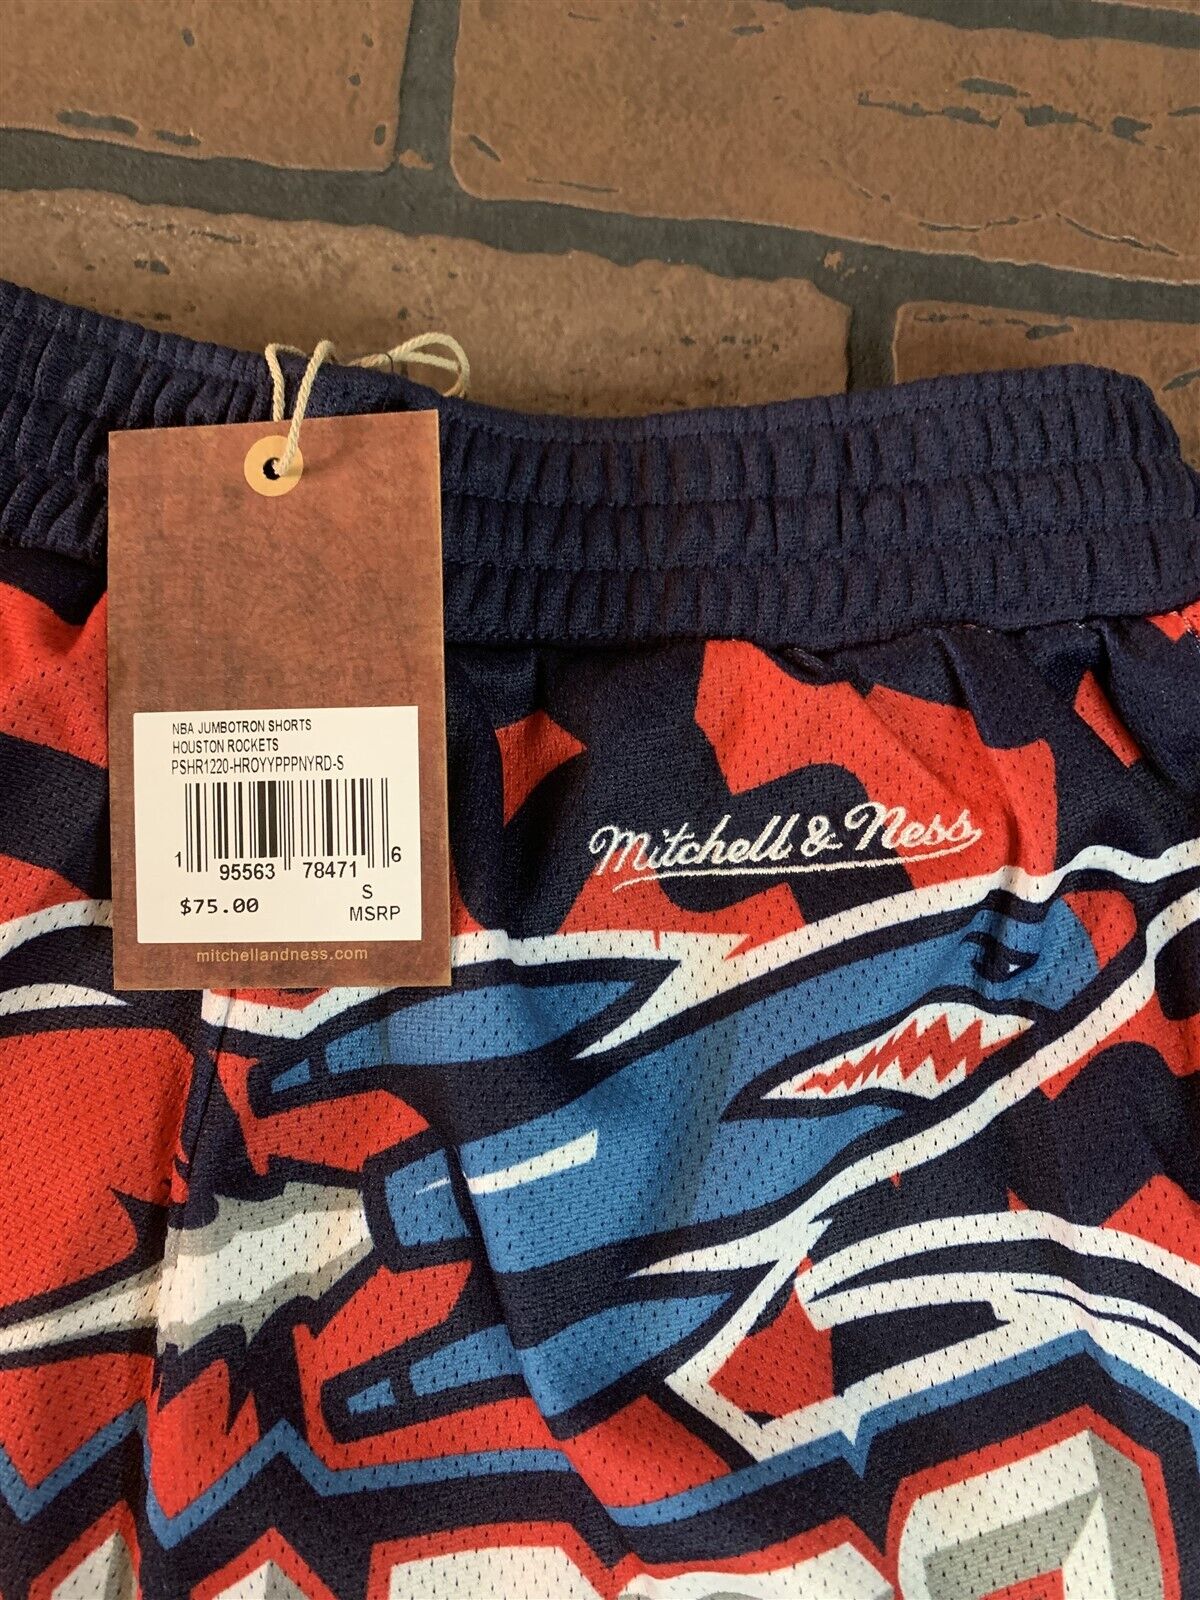 NBA JUMBOTRON SHORTS
HOUSTON ROCKETS
PSHR1220-HROYYPPPNYRD-S
1 95563 78471 6
S
$75.00 MSRP
mitchellandness.com
Mitchell & Ness